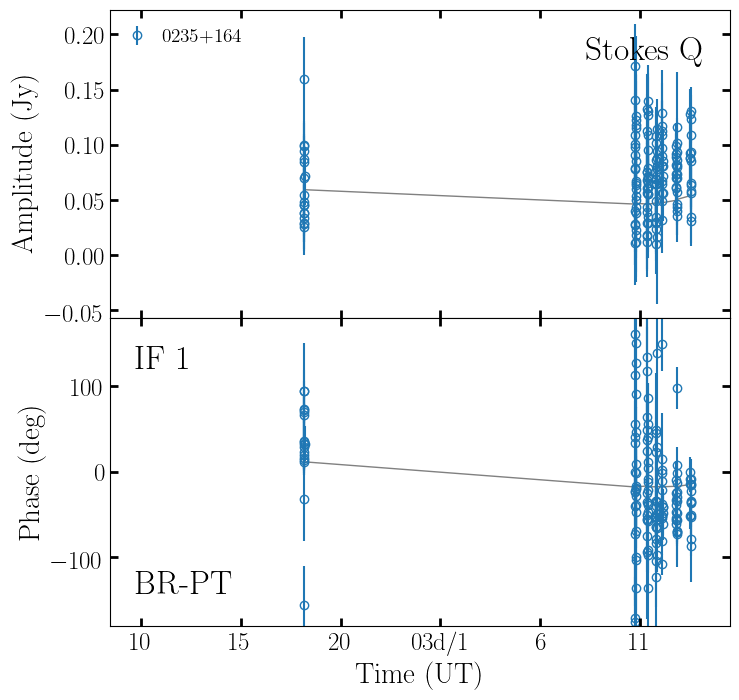 0235+164
Stokes Q
Amplitude (Jy)
0.20
0.15
0.10
0.05
0.00
−0.05
IF 1
BR-PT
Phase (deg)
100
0
−100
10 15 20 03d/1 6 11
Time (UT)